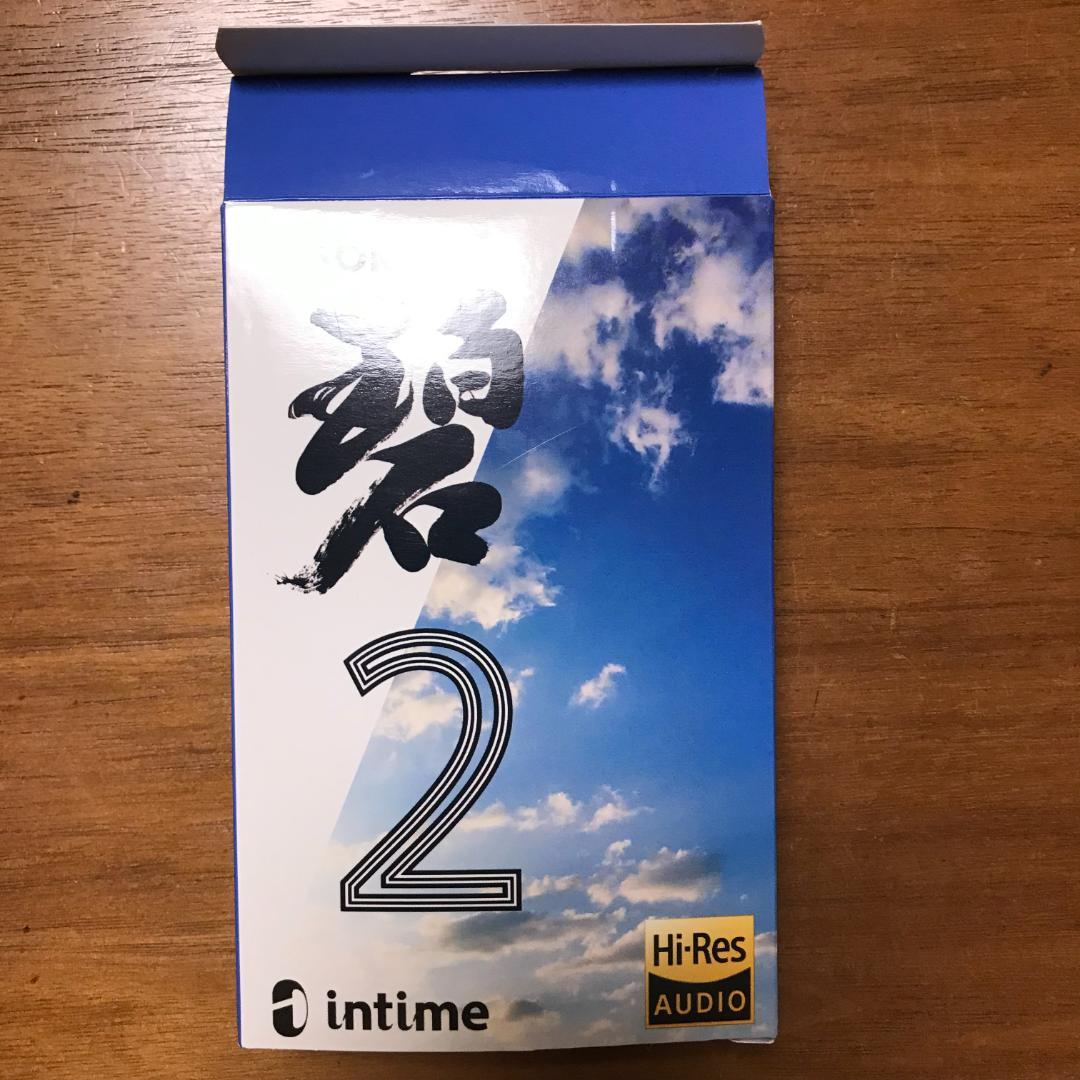 碧
2
intime
Hi-Res
AUDIO